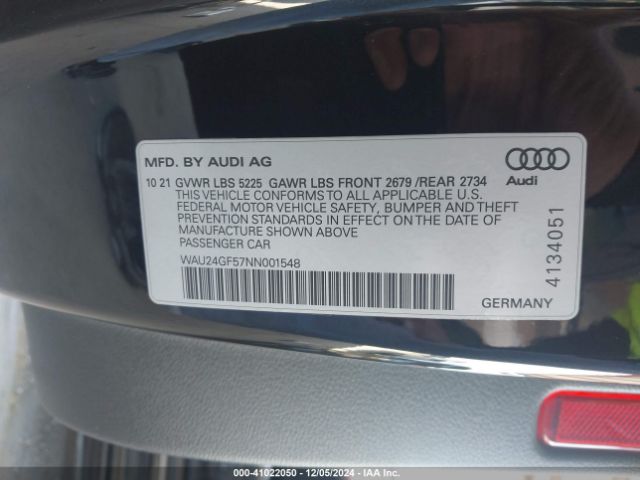 MFD. BY AUDI AG
10 21 GVWR LBS 5225 GAWR LBS FRONT 2679 /REAR 2734
THIS VEHICLE CONFORMS TO ALL APPLICABLE U.S.
FEDERAL MOTOR VEHICLE SAFETY, BUMPER AND THEFT
PREVENTION STANDARDS IN EFFECT ON THE DATE OF
MANUFACTURE SHOWN ABOVE
PASSENGER CAR
WAU24GF57NN001548
Audi
4134051
GERMANY
000-41022050 - 12/05/2024 - IAA Inc.